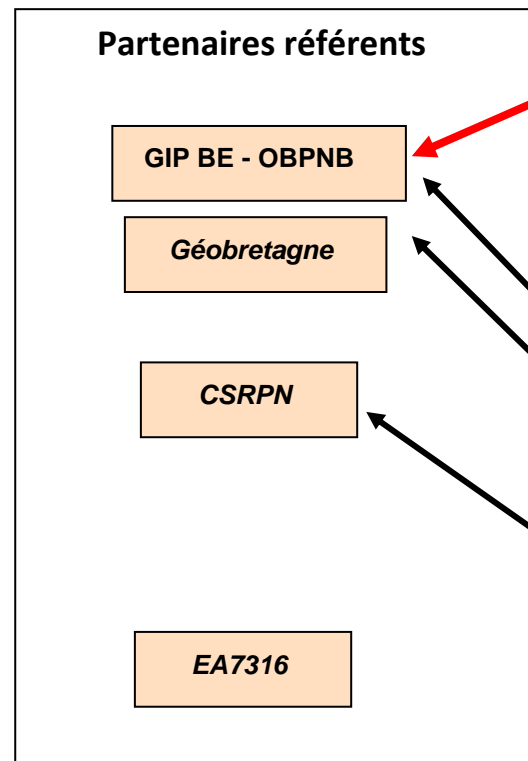 Partenaires référents
GIP BE - OBPNB
Géobretagne
CSRPN
EA7316